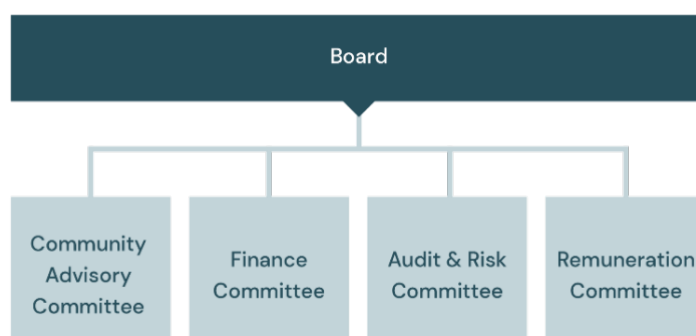 Board
Community
Advisory
Committee
Finance
Committee
Audit & Risk
Committee
Remuneration
Committee